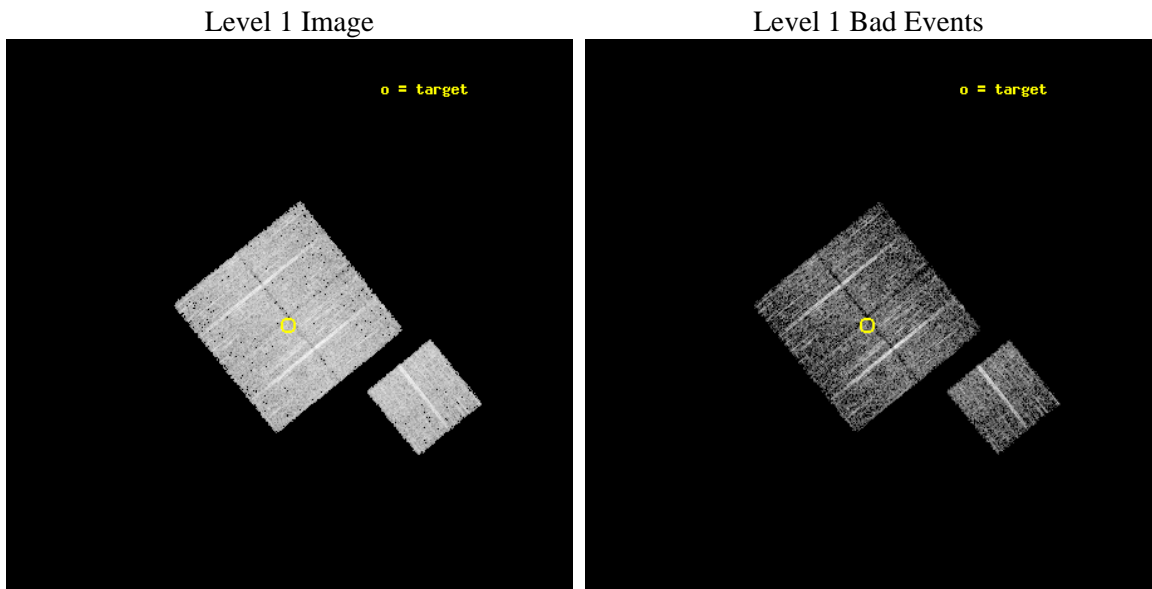 Level 1 Image
Level 1 Bad Events
o = target
o = target